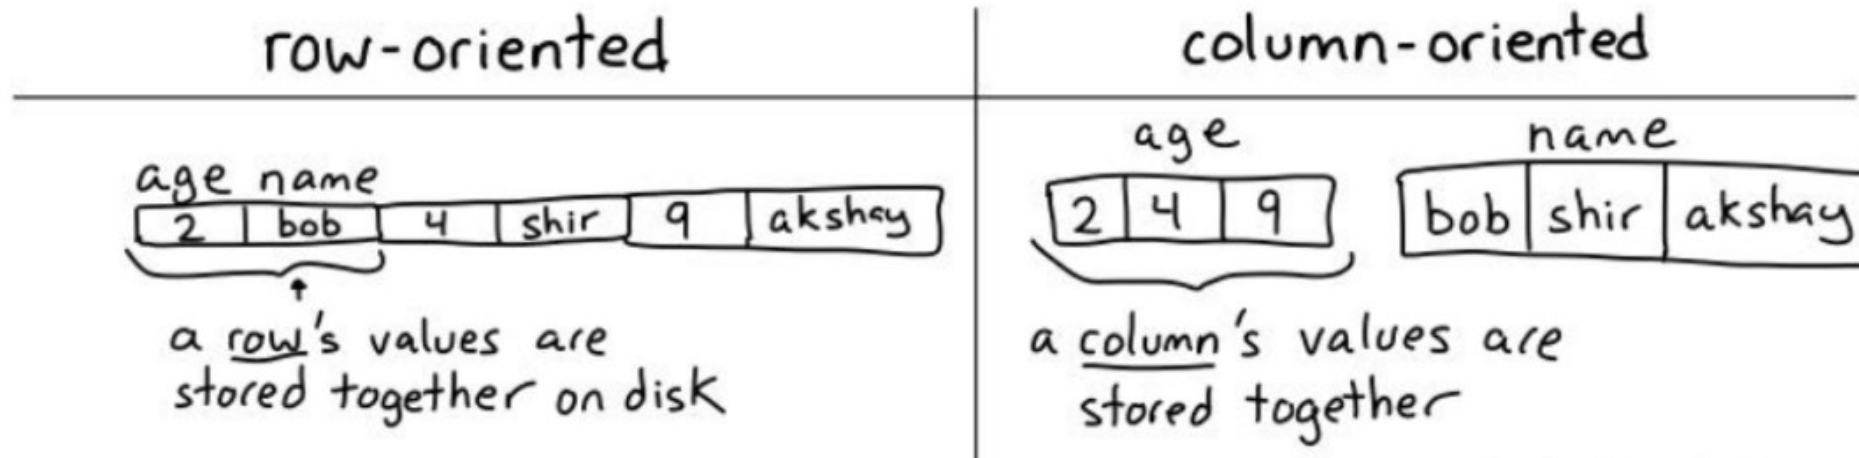 row-oriented
age name
2 bob 4 shir 9 akshay
a row's values are
stored together on disk
column-oriented
age name
2 4 9 bob shir akshay
a column's values are
stored together